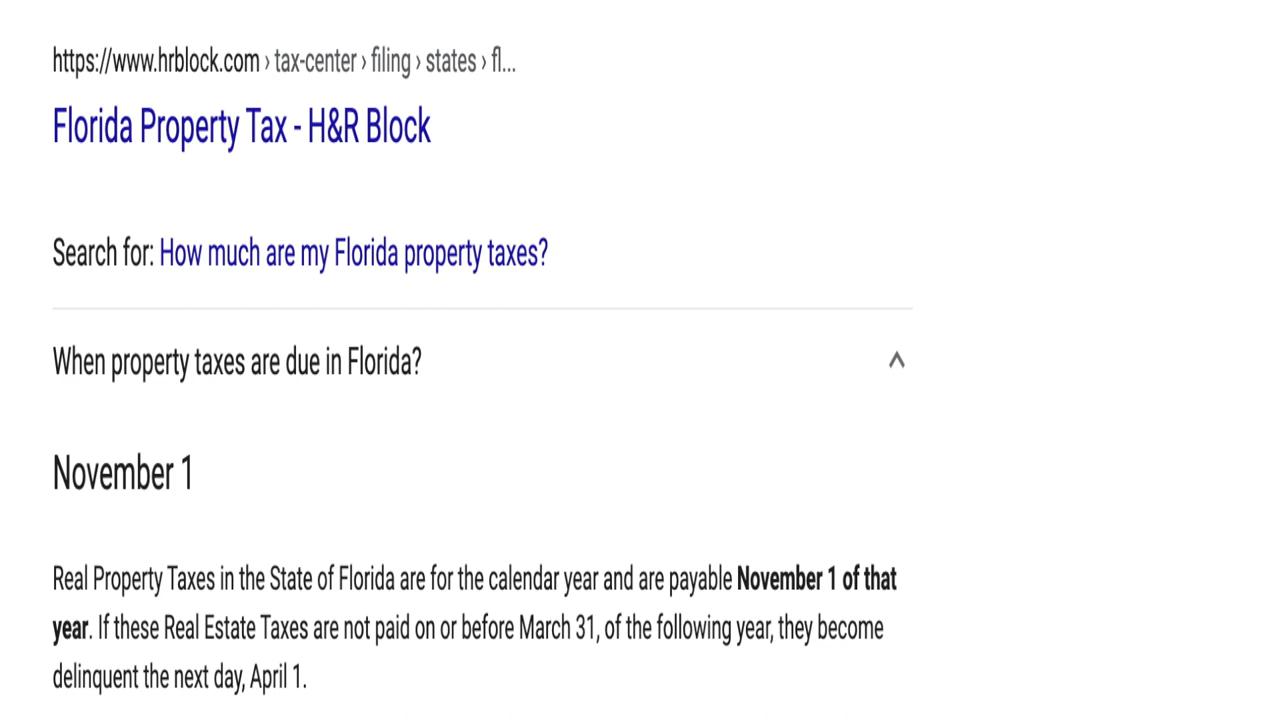 https://www.hrblock.com › tax-center › filing › states › fl...
Florida Property Tax - H&R Block
Search for: How much are my Florida property taxes?
When property taxes are due in Florida?
November 1
Real Property Taxes in the State of Florida are for the calendar year and are payable November 1 of that
year. If these Real Estate Taxes are not paid on or before March 31, of the following year, they become
delinquent the next day, April 1.